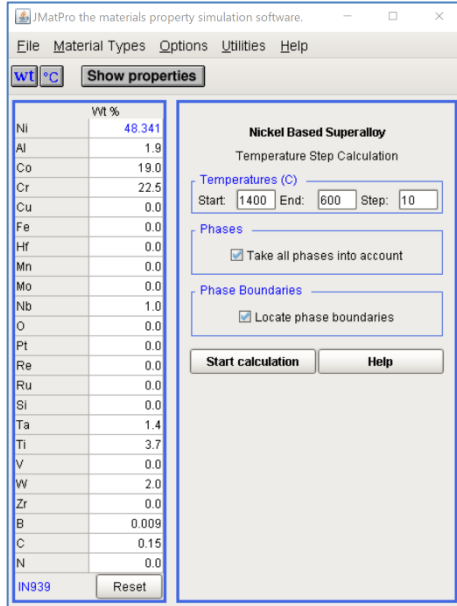 JMatPro the materials property simulation software.
File Material Types Options Utilities Help
wt °C Show properties
Wt %
Ni 48.341
Al 1.9
Co 19.0
Cr 22.5
Cu 0.0
Fe 0.0
Hf 0.0
Mn 0.0
Mo 0.0
Nb 1.0
O 0.0
Pt 0.0
Re 0.0
Ru 0.0
Si 0.0
Ta 1.4
Ti 3.7
V 0.0
W 2.0
Zr 0.0
B 0.009
C 0.15
N 0.0
IN939 Reset
Nickel Based Superalloy
Temperature Step Calculation
Temperatures (C)
Start: 1400 End: 600 Step: 10
Phases
Take all phases into account
Phase Boundaries
Locate phase boundaries
Start calculation Help